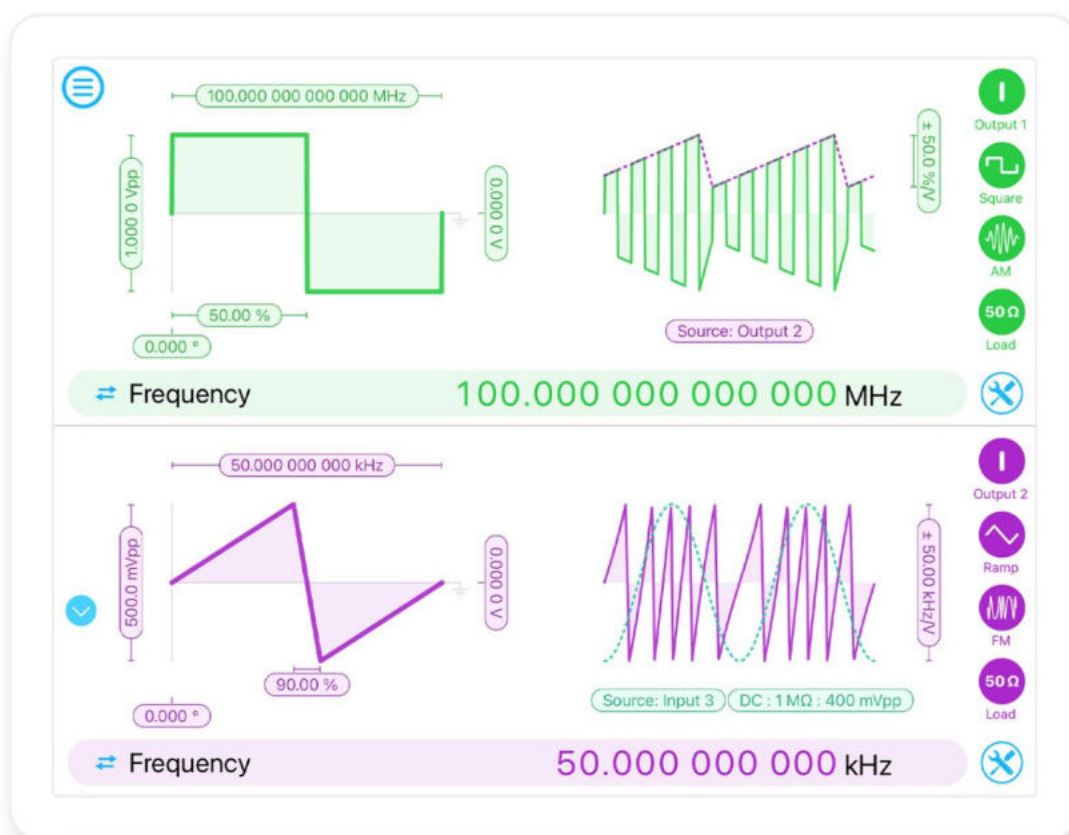 100.000 000 000 000 MHz
1.000 0 Vpp
0.000 0 V
50.00 %
0.000 °
± 50.0 %/V
Source: Output 2
Output 1
Square
AM
50 Ω
Load
Frequency 100.000 000 000 000 MHz
50.000 000 000 kHz
500.0 mVpp
0.000 0 V
90.00 %
0.000 °
± 50.00 kHz/V
Source: Input 3 DC : 1 MΩ : 400 mVpp
Output 2
Ramp
FM
50 Ω
Load
Frequency 50.000 000 000 kHz